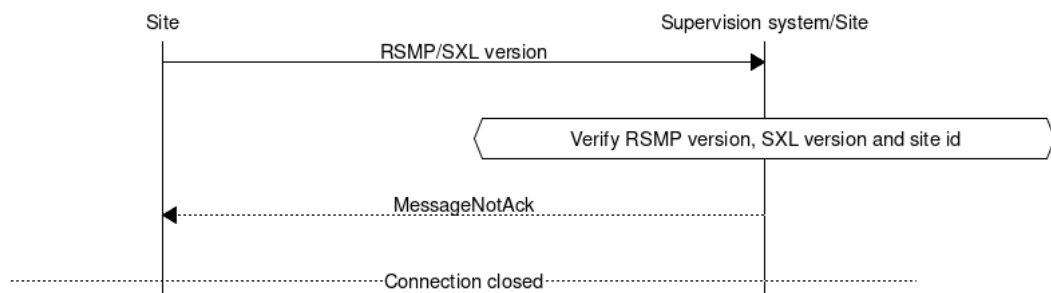 Site
Supervision system/Site
RSMP/SXL version
Verify RSMP version, SXL version and site id
MessageNotAck
Connection closed